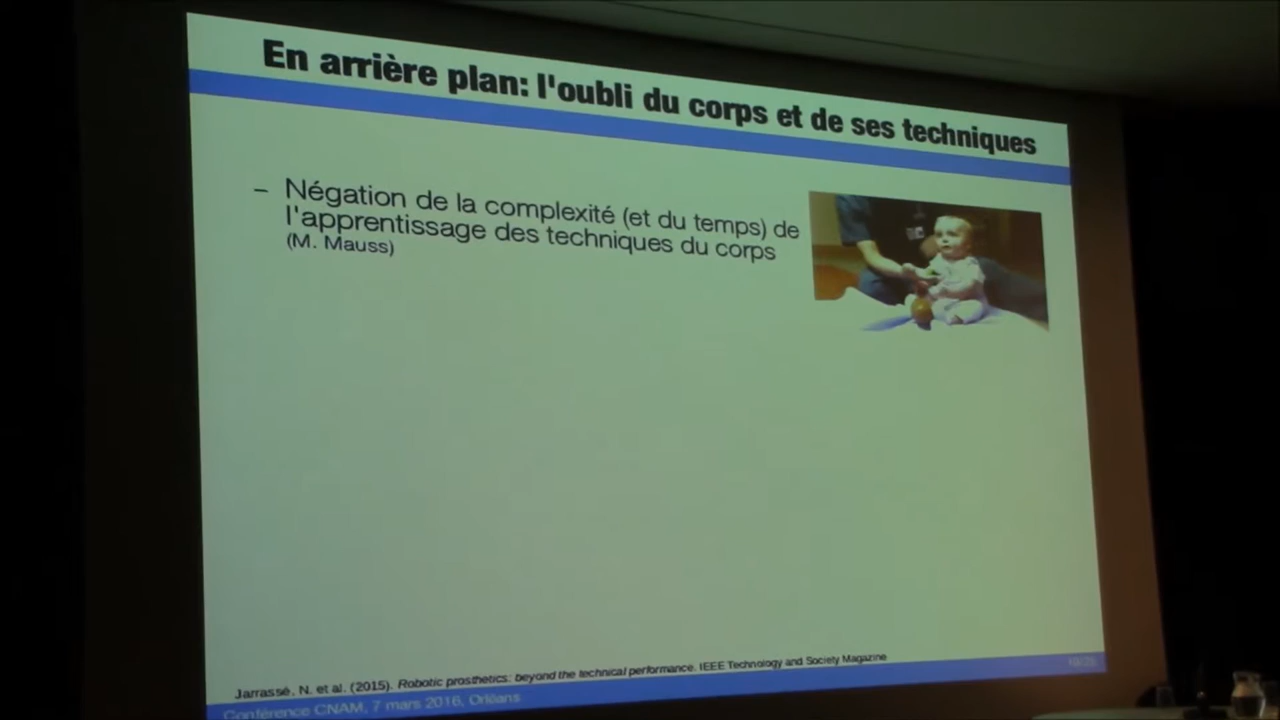 En arrière plan: l'oubli du corps et de ses techniques
– Négation de la complexité (et du temps) de
l'apprentissage des techniques du corps
(M. Mauss)
Jarrassé, N. et al. (2015). Robotic prosthetics: beyond the technical performance. IEEE Technology and Society Magazine
Conférence CNAM, 7 mars 2016, Orléans